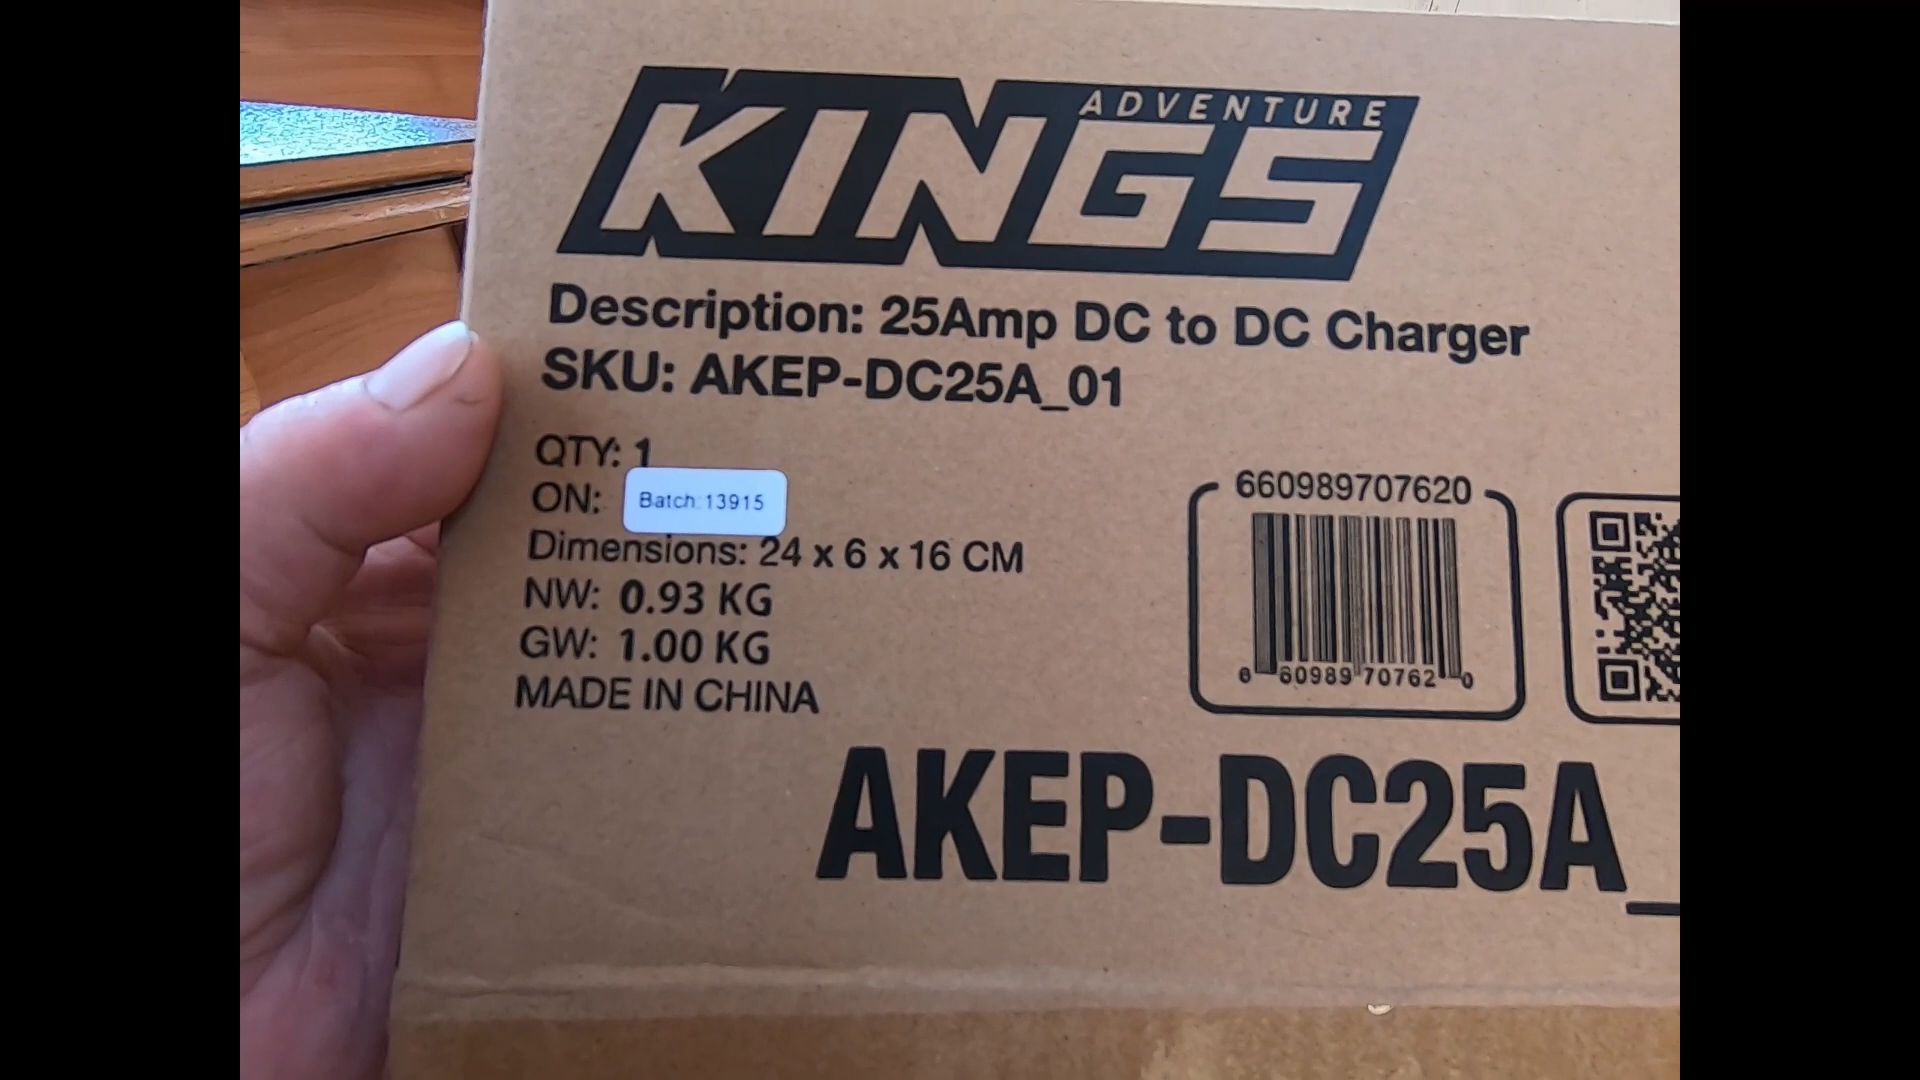 ADVENTURE
KINGS
Description: 25Amp DC to DC Charger
SKU: AKEP-DC25A_01
QTY: 1
ON: Batch:13915
Dimensions: 24 x 6 x 16 CM
NW: 0.93 KG
GW: 1.00 KG
MADE IN CHINA
660989707620
6 60989 70762 0
AKEP-DC25A_